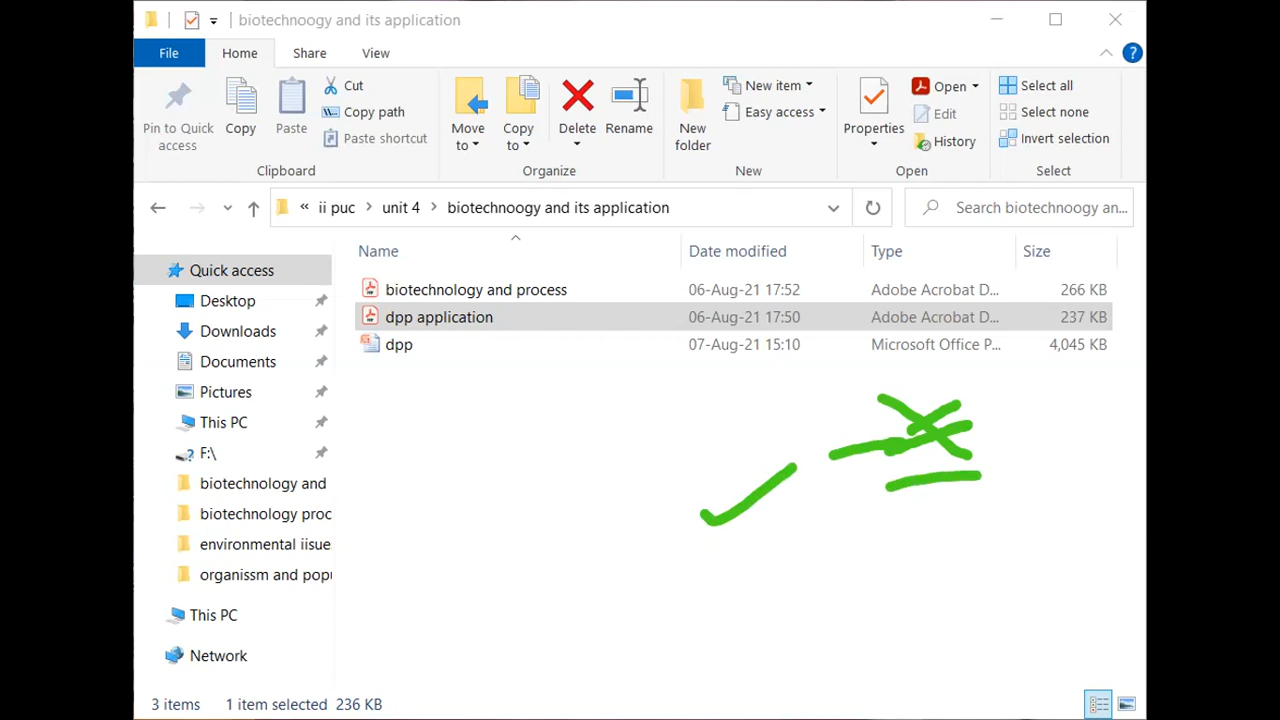 biotechnoogy and its application
File Home Share View
Pin to Quick access
Copy
Paste
Cut
Copy path
Paste shortcut
Clipboard
Move to
Copy to
Delete
Rename
Organize
New folder
New item
Easy access
New
Properties
Open
Edit
History
Open
Select all
Select none
Invert selection
Select
« ii puc > unit 4 > biotechnoogy and its application
Search biotechnoogy an...
Name Date modified Type Size
biotechnology and process 06-Aug-21 17:52 Adobe Acrobat D... 266 KB
dpp application 06-Aug-21 17:50 Adobe Acrobat D... 237 KB
dpp 07-Aug-21 15:10 Microsoft Office P... 4,045 KB
Quick access
Desktop
Downloads
Documents
Pictures
This PC
F:\
biotechnology and
biotechnology proc
environmental iisue
organissm and popu
This PC
Network
3 items 1 item selected 236 KB